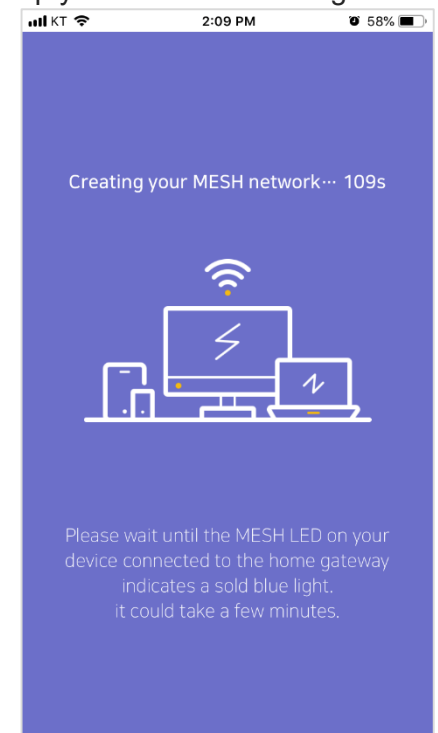 KT 2:09 PM 58%
Creating your MESH network··· 109s
Please wait until the MESH LED on your
device connected to the home gateway
indicates a sold blue light.
it could take a few minutes.